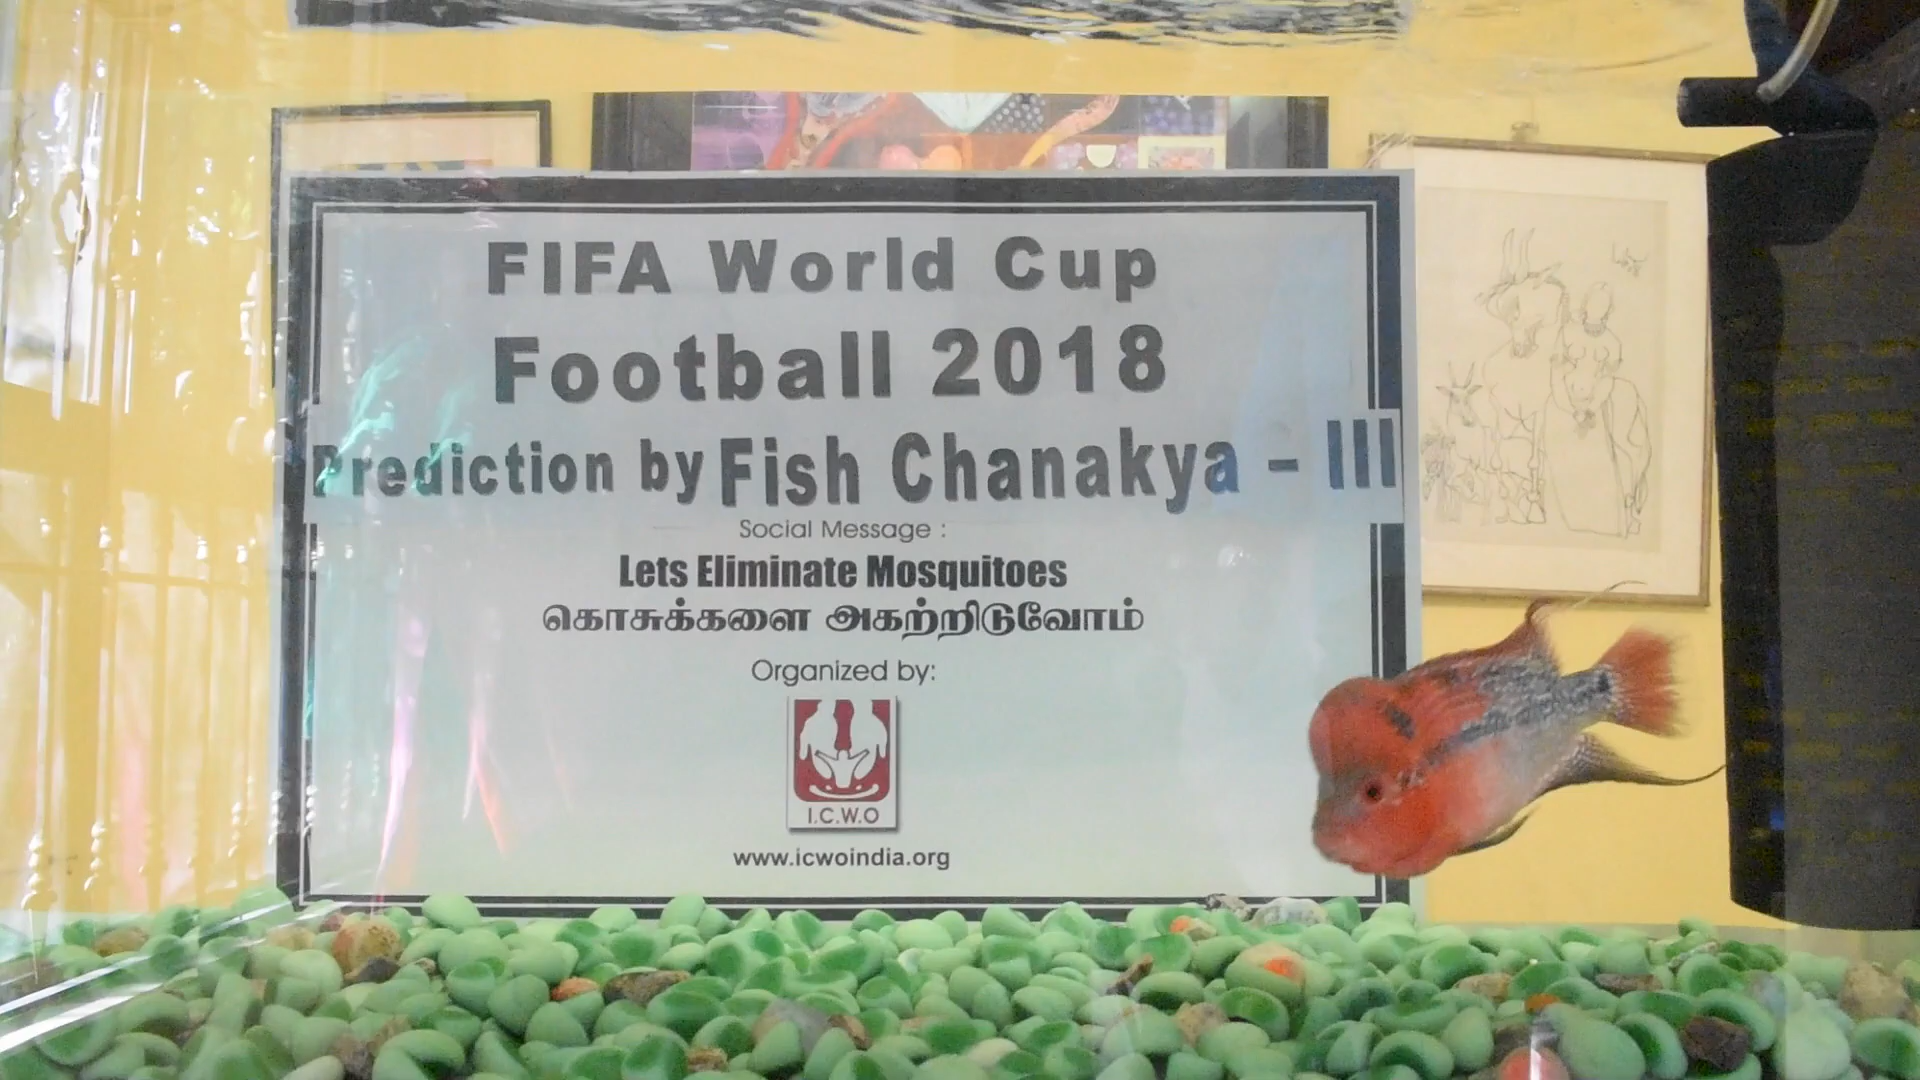 FIFA World Cup
Football 2018
Prediction by Fish Chanakya – III
Social Message :
Lets Eliminate Mosquitoes
கொசுக்களை அகற்றிடுவோம்
Organized by:
I.C.W.O
www.icwoindia.org